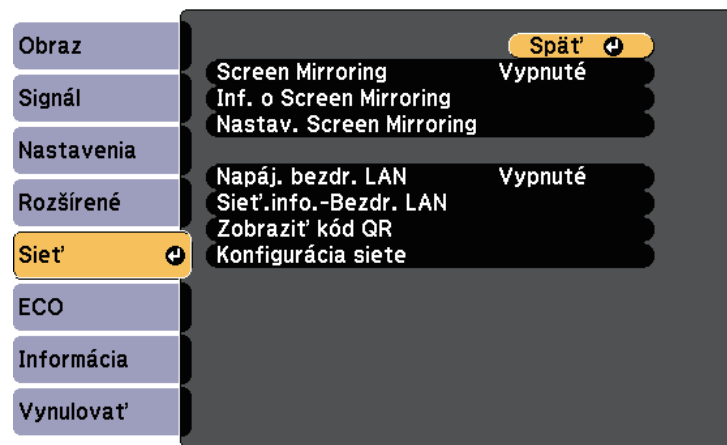 Obraz
Signál
Nastavenia
Rozšírené
Sieť
ECO
Informácia
Vynulovať
Späť
Screen Mirroring Vypnuté
Inf. o Screen Mirroring
Nastav. Screen Mirroring
Napáj. bezdr. LAN Vypnuté
Sieť.info.-Bezdr. LAN
Zobraziť kód QR
Konfigurácia siete